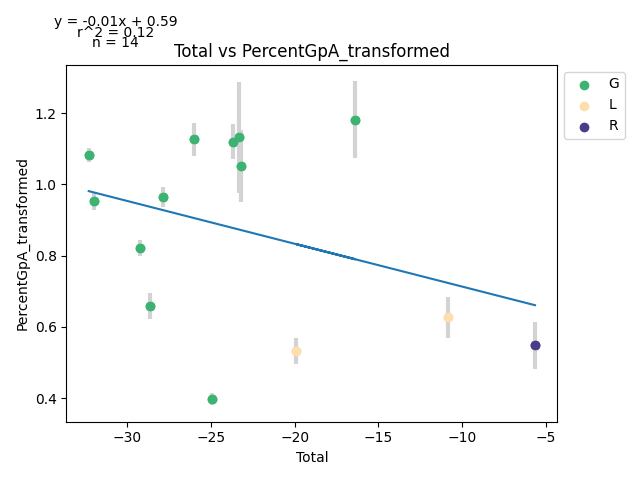 y = -0.01x + 0.59
r^2 = 0.12
n = 14
Total vs PercentGpA_transformed
G
L
R
PercentGpA_transformed
1.2
1.0
0.8
0.6
0.4
−30
−25
−20
−15
−10
−5
Total